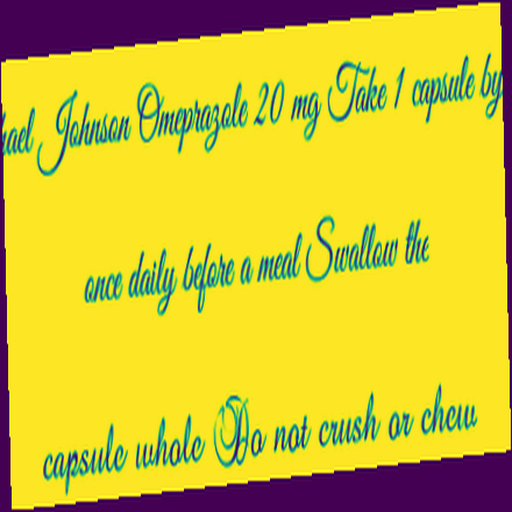 Johnson Omeprazole 20 mg Take 1 capsule by
once daily before a meal Swallow the
capsule whole Do not crush or chew